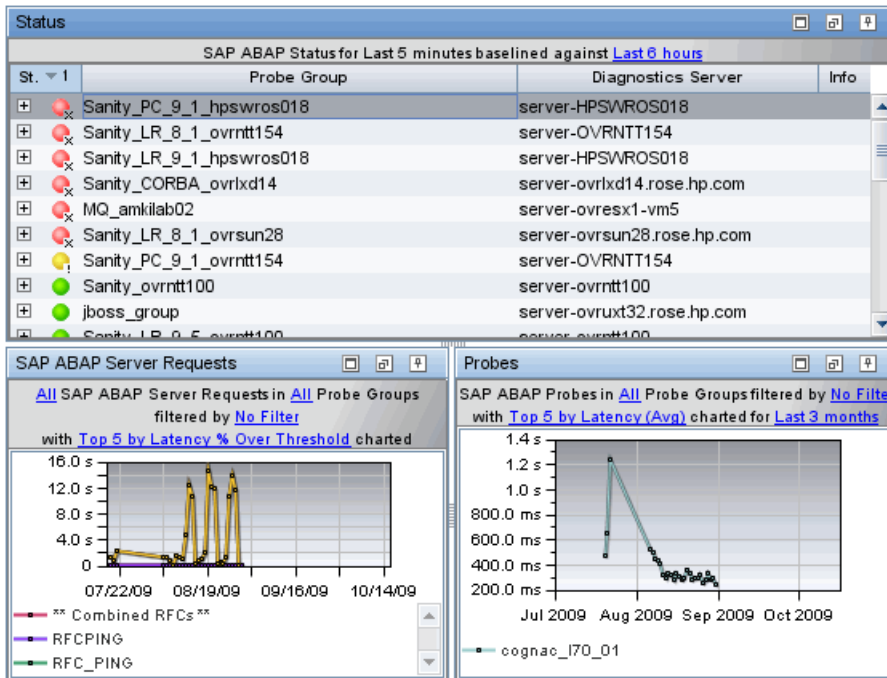 Status
SAP ABAP Status for Last 5 minutes baselined against Last 6 hours
St. 1 Probe Group Diagnostics Server Info
Sanity_PC_9_1_hpswros018 server-HPSWROS018
Sanity_LR_8_1_ovrntt154 server-OVRNTT154
Sanity_LR_9_1_hpswros018 server-HPSWROS018
Sanity_CORBA_ovrlxd14 server-ovrlxd14.rose.hp.com
MQ_amkilab02 server-ovresx1-vm5
Sanity_LR_8_1_ovrsun28 server-ovrsun28.rose.hp.com
Sanity_PC_9_1_ovrntt154 server-OVRNTT154
Sanity_ovrntt100 server-ovrntt100
jboss_group server-ovruxt32.rose.hp.com
Sanity_LR_9_5_ovrntt100 server-ovrntt100
SAP ABAP Server Requests
All SAP ABAP Server Requests in All Probe Groups
filtered by No Filter
with Top 5 by Latency % Over Threshold charted
16.0 s
12.0 s
8.0 s
4.0 s
0
07/22/09 08/19/09 09/16/09 10/14/09
** Combined RFCs **
RFCPING
RFC_PING
Probes
SAP ABAP Probes in All Probe Groups filtered by No Filte
with Top 5 by Latency (Avg) charted for Last 3 months
1.4 s
1.2 s
1.0 s
800.0 ms
600.0 ms
400.0 ms
200.0 ms
Jul 2009 Aug 2009 Sep 2009 Oct 2009
cognac_I70_01